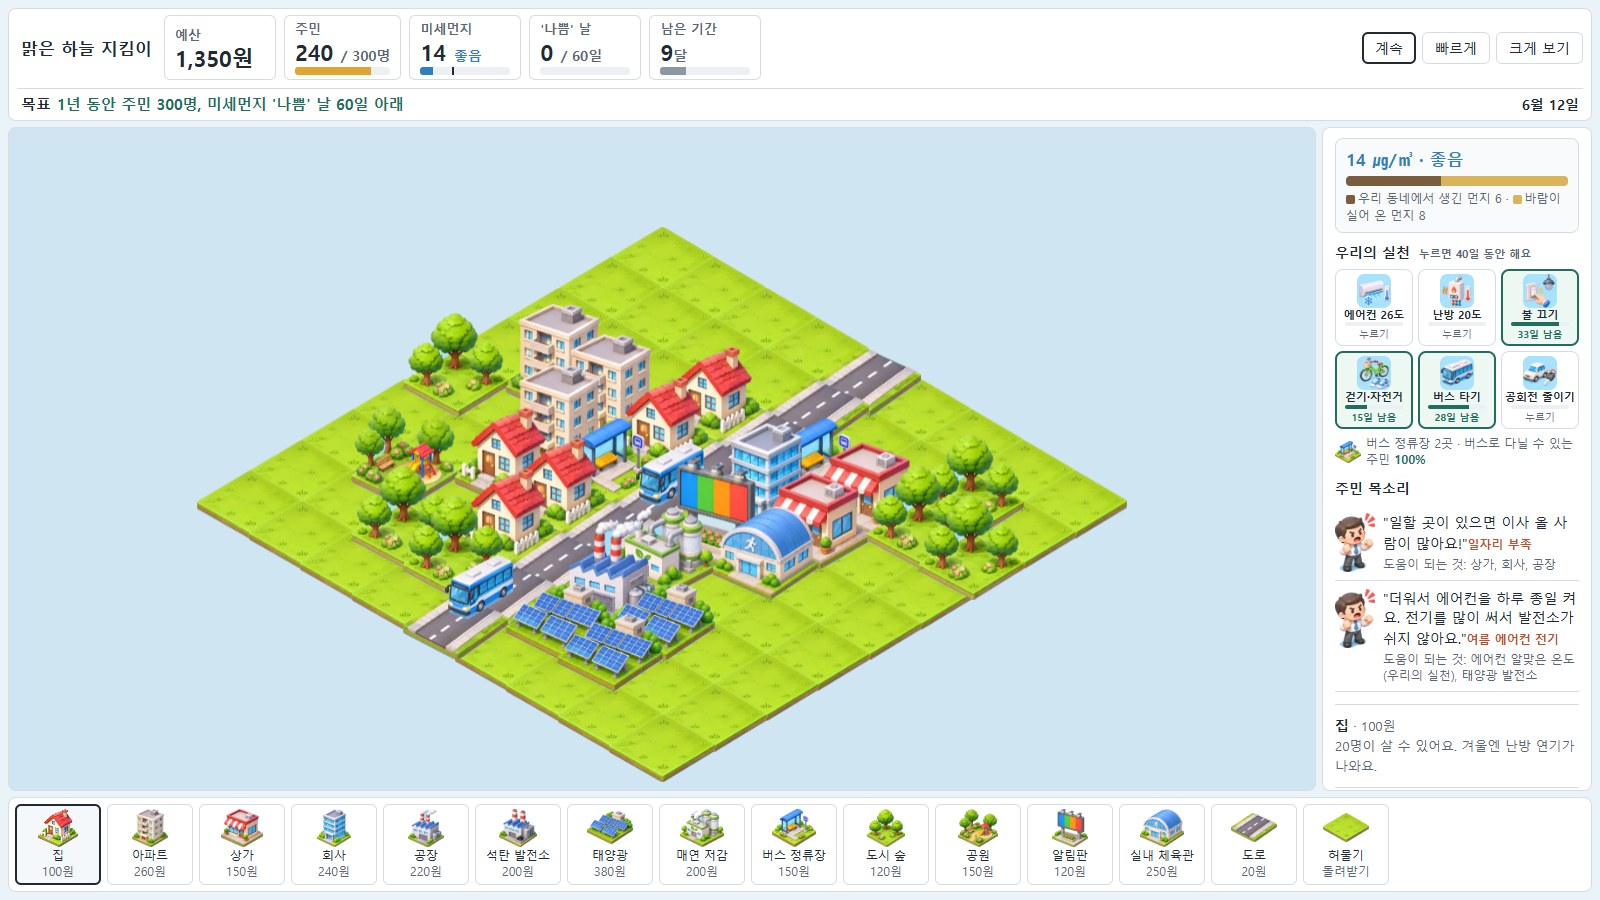 맑은 하늘 지킴이
예산
1,350원
주민
240 / 300명
미세먼지
14 좋음
'나쁨' 날
0 / 60일
남은 기간
9달
계속
빠르게
크게 보기
목표 1년 동안 주민 300명, 미세먼지 '나쁨' 날 60일 아래
6월 12일
14 ㎍/㎥ · 좋음
우리 동네에서 생긴 먼지 6 · 바람이
실어 온 먼지 8
우리의 실천 누르면 40일 동안 해요
에어컨 26도
누르기
난방 20도
누르기
불 끄기
33일 남음
걷기·자전거
15일 남음
버스 타기
28일 남음
공회전 줄이기
누르기
버스 정류장 2곳 · 버스로 다닐 수 있는
주민 100%
주민 목소리
"일할 곳이 있으면 이사 올 사
람이 많아요!"일자리 부족
도움이 되는 것: 상가, 회사, 공장
"더워서 에어컨을 하루 종일 켜
요. 전기를 많이 써서 발전소가
쉬지 않아요."여름 에어컨 전기
도움이 되는 것: 에어컨 알맞은 온도
(우리의 실천), 태양광 발전소
집 · 100원
20명이 살 수 있어요. 겨울엔 난방 연기가
나와요.
집
100원
아파트
260원
상가
150원
회사
240원
공장
220원
석탄 발전소
200원
태양광
380원
매연 저감
200원
버스 정류장
150원
도시 숲
120원
공원
150원
알림판
120원
실내 체육관
250원
도로
20원
허물기
돌려받기